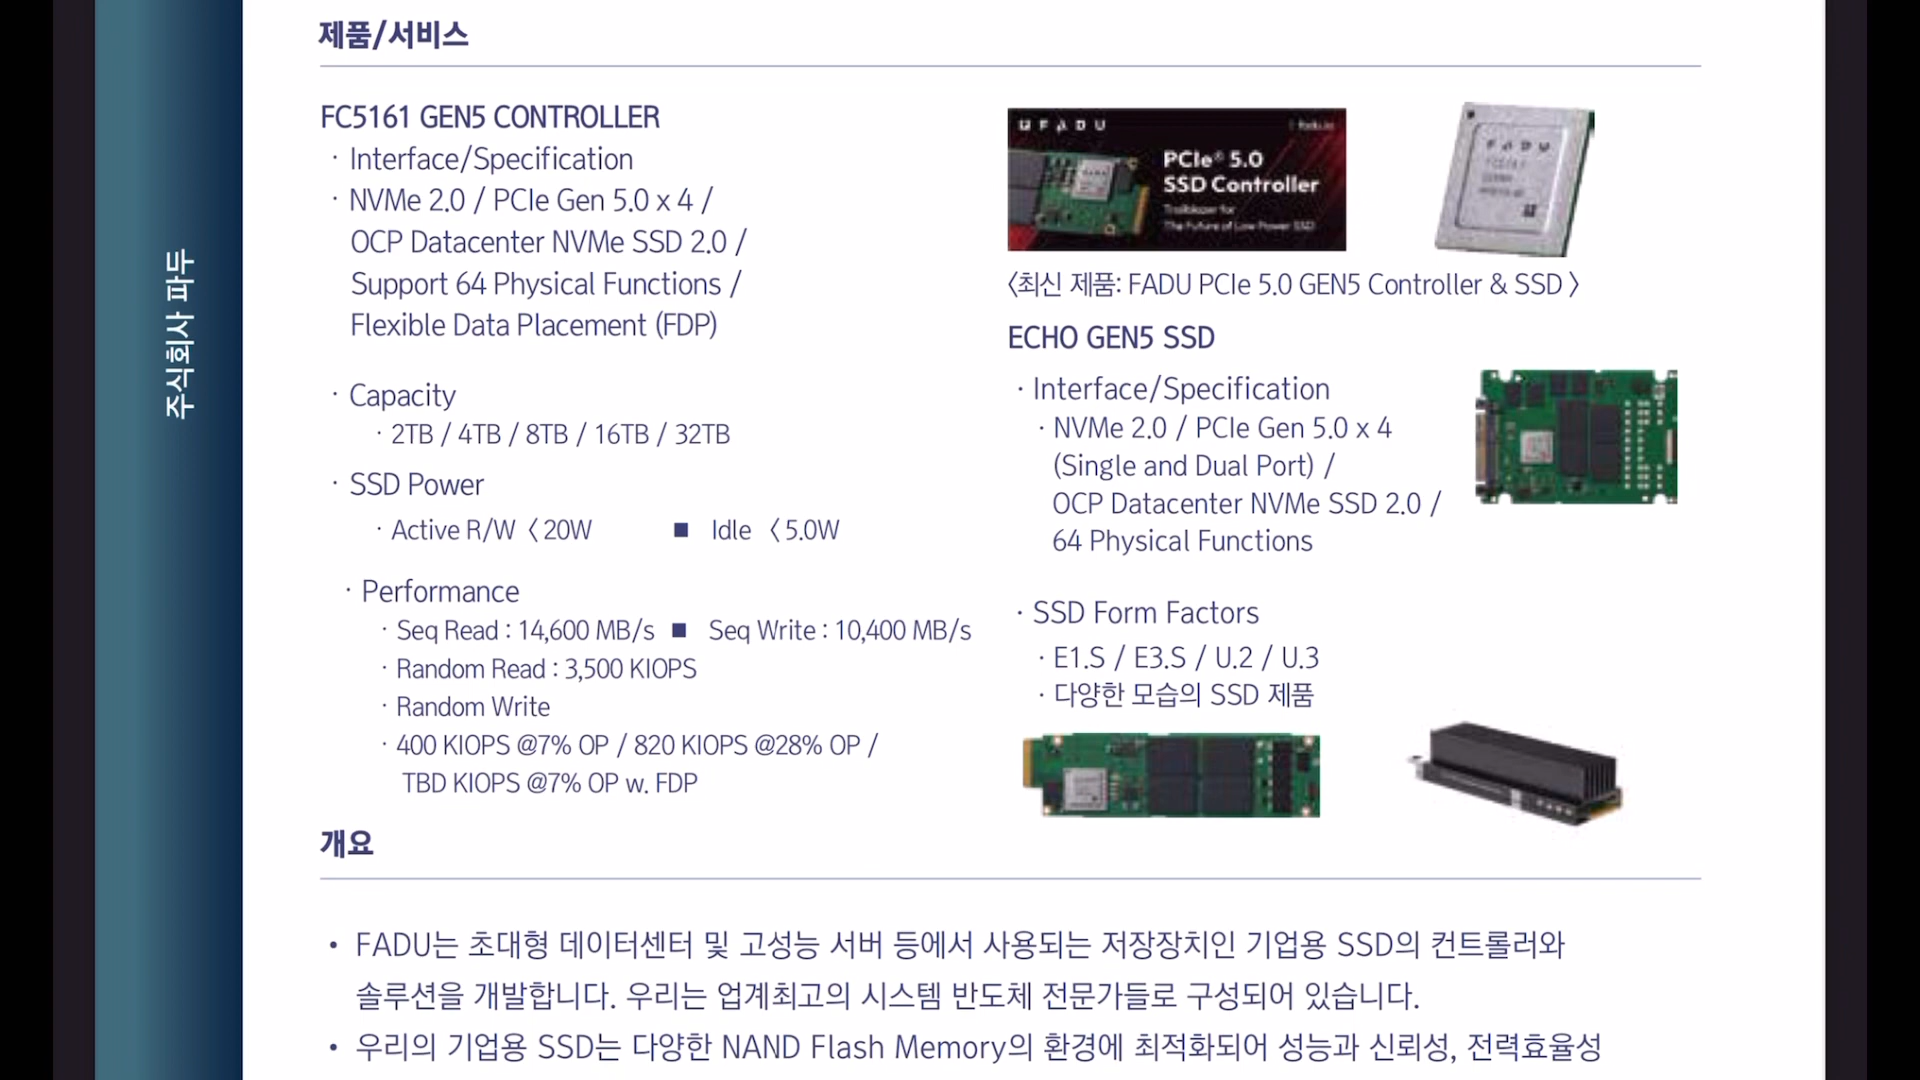 주식회사 파두
제품/서비스
FC5161 GEN5 CONTROLLER
· Interface/Specification
· NVMe 2.0 / PCIe Gen 5.0 x 4 /
OCP Datacenter NVMe SSD 2.0 /
Support 64 Physical Functions /
Flexible Data Placement (FDP)
· Capacity
· 2TB / 4TB / 8TB / 16TB / 32TB
· SSD Power
· Active R/W 〈 20W ■ Idle 〈 5.0W
· Performance
· Seq Read : 14,600 MB/s ■ Seq Write : 10,400 MB/s
· Random Read : 3,500 KIOPS
· Random Write
· 400 KIOPS @7% OP / 820 KIOPS @28% OP /
TBD KIOPS @7% OP w. FDP
FADU
PCIe® 5.0
SSD Controller
Trailblazer for
The Future of Low Power SSD
FADU
〈최신 제품: FADU PCIe 5.0 GEN5 Controller & SSD 〉
ECHO GEN5 SSD
· Interface/Specification
· NVMe 2.0 / PCIe Gen 5.0 x 4
(Single and Dual Port) /
OCP Datacenter NVMe SSD 2.0 /
64 Physical Functions
· SSD Form Factors
· E1.S / E3.S / U.2 / U.3
· 다양한 모습의 SSD 제품
개요
• FADU는 초대형 데이터센터 및 고성능 서버 등에서 사용되는 저장장치인 기업용 SSD의 컨트롤러와
솔루션을 개발합니다. 우리는 업계최고의 시스템 반도체 전문가들로 구성되어 있습니다.
• 우리의 기업용 SSD는 다양한 NAND Flash Memory의 환경에 최적화되어 성능과 신뢰성, 전력효율성